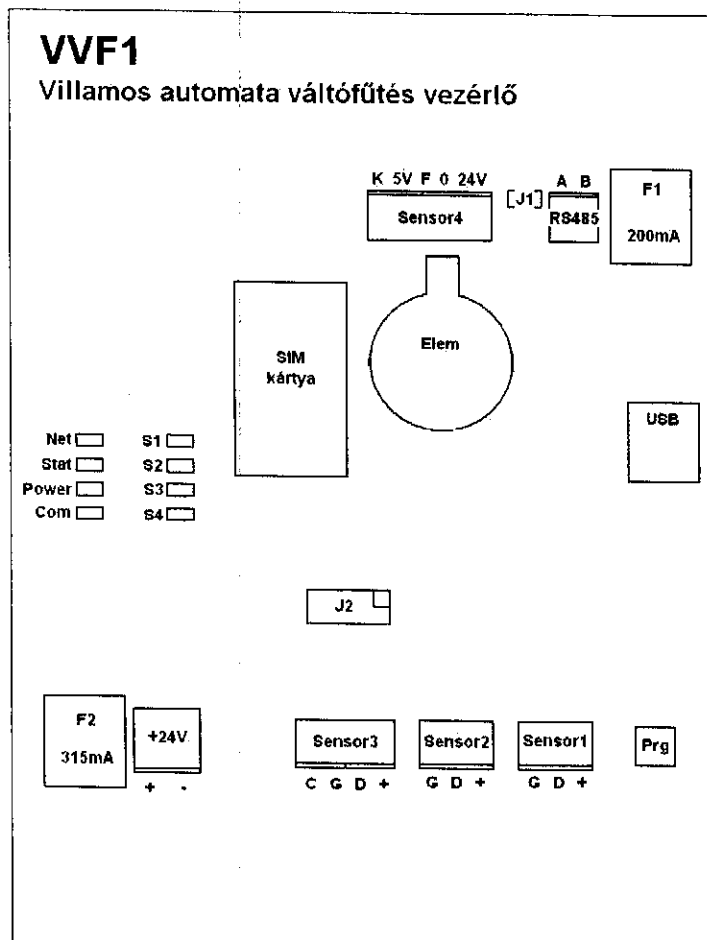 VVF1
Villamos automata váltófűtés vezérlő
K 5V F 0 24V
Sensor4
[J1]
A B
RS485
F1
200mA
SIM
kártya
Elem
USB
Net
Stat
Power
Com
S1
S2
S3
S4
J2
F2
315mA
+24V
+ -
Sensor3
C G D +
Sensor2
G D +
Sensor1
G D +
Prg